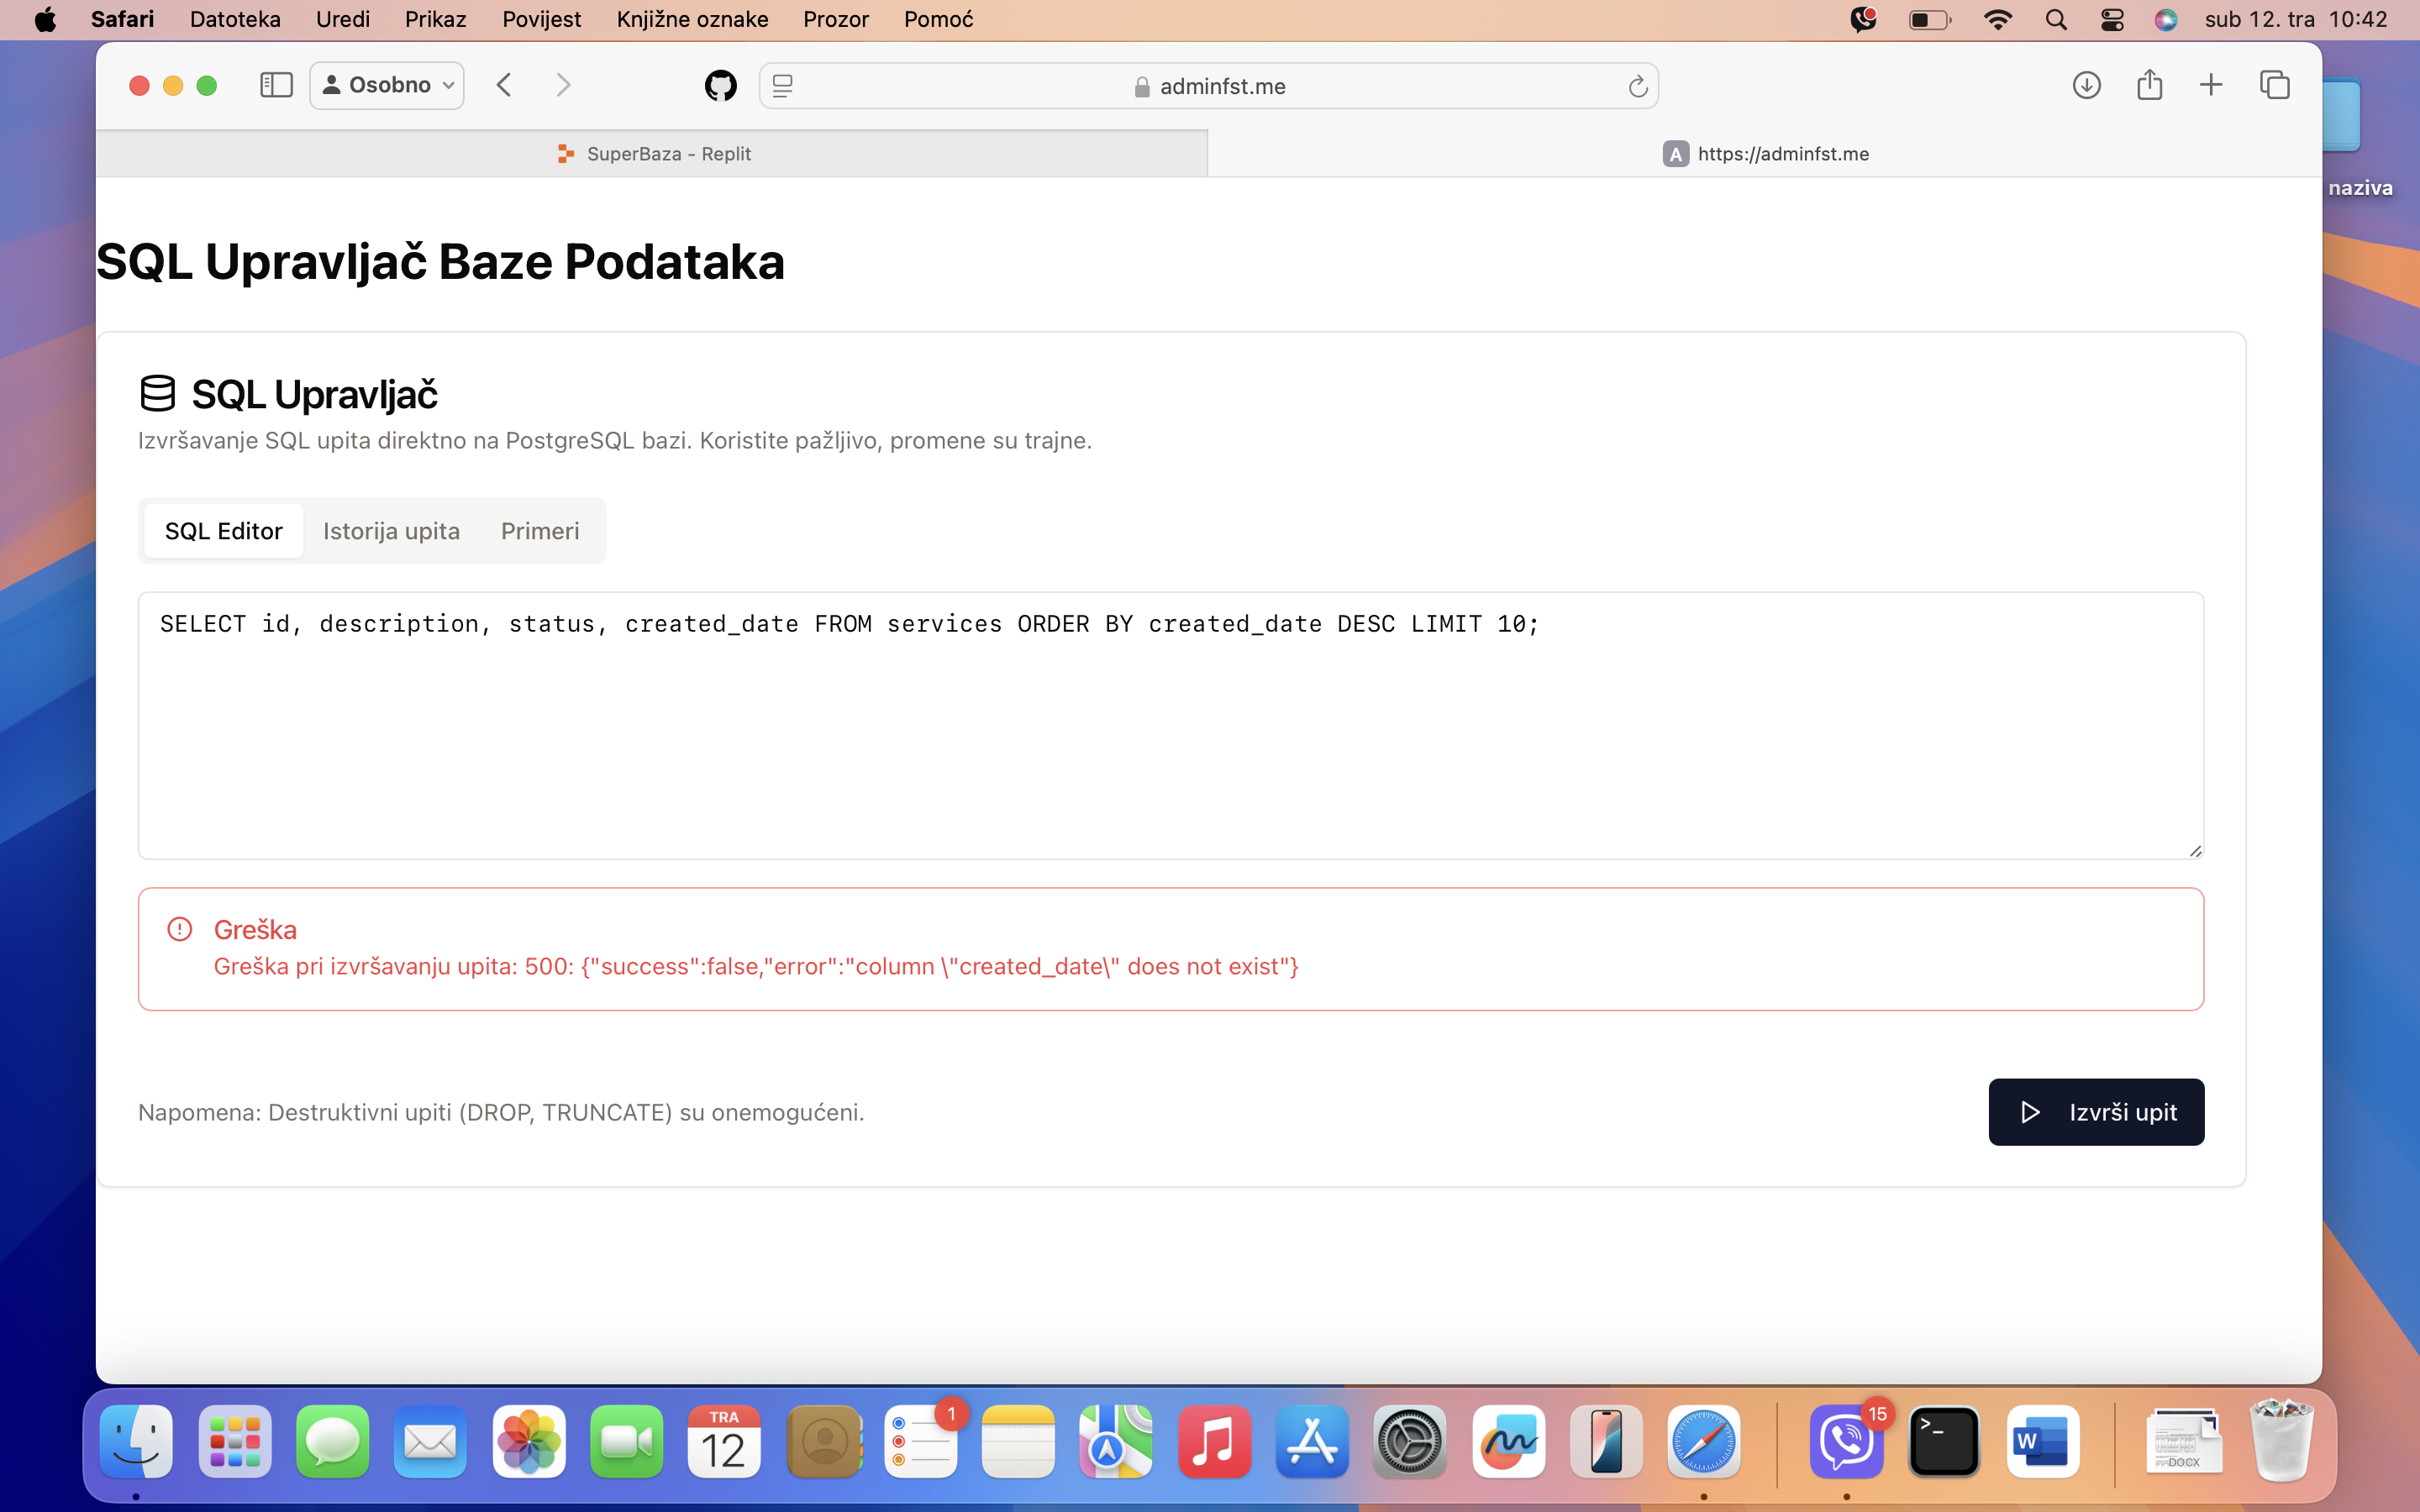 Safari Datoteka Uredi Prikaz Povijest Knjižne oznake Prozor Pomoć sub 12. tra 10:42
Osobno adminfst.me
SuperBaza - Replit A https://adminfst.me
naziva
SQL Upravljač Baze Podataka
SQL Upravljač
Izvršavanje SQL upita direktno na PostgreSQL bazi. Koristite pažljivo, promene su trajne.
SQL Editor Istorija upita Primeri
SELECT id, description, status, created_date FROM services ORDER BY created_date DESC LIMIT 10;
Greška
Greška pri izvršavanju upita: 500: {"success":false,"error":"column \"created_date\" does not exist"}
Napomena: Destruktivni upiti (DROP, TRUNCATE) su onemogućeni.
Izvrši upit
TRA
12
1
15
>_
W
DOCX